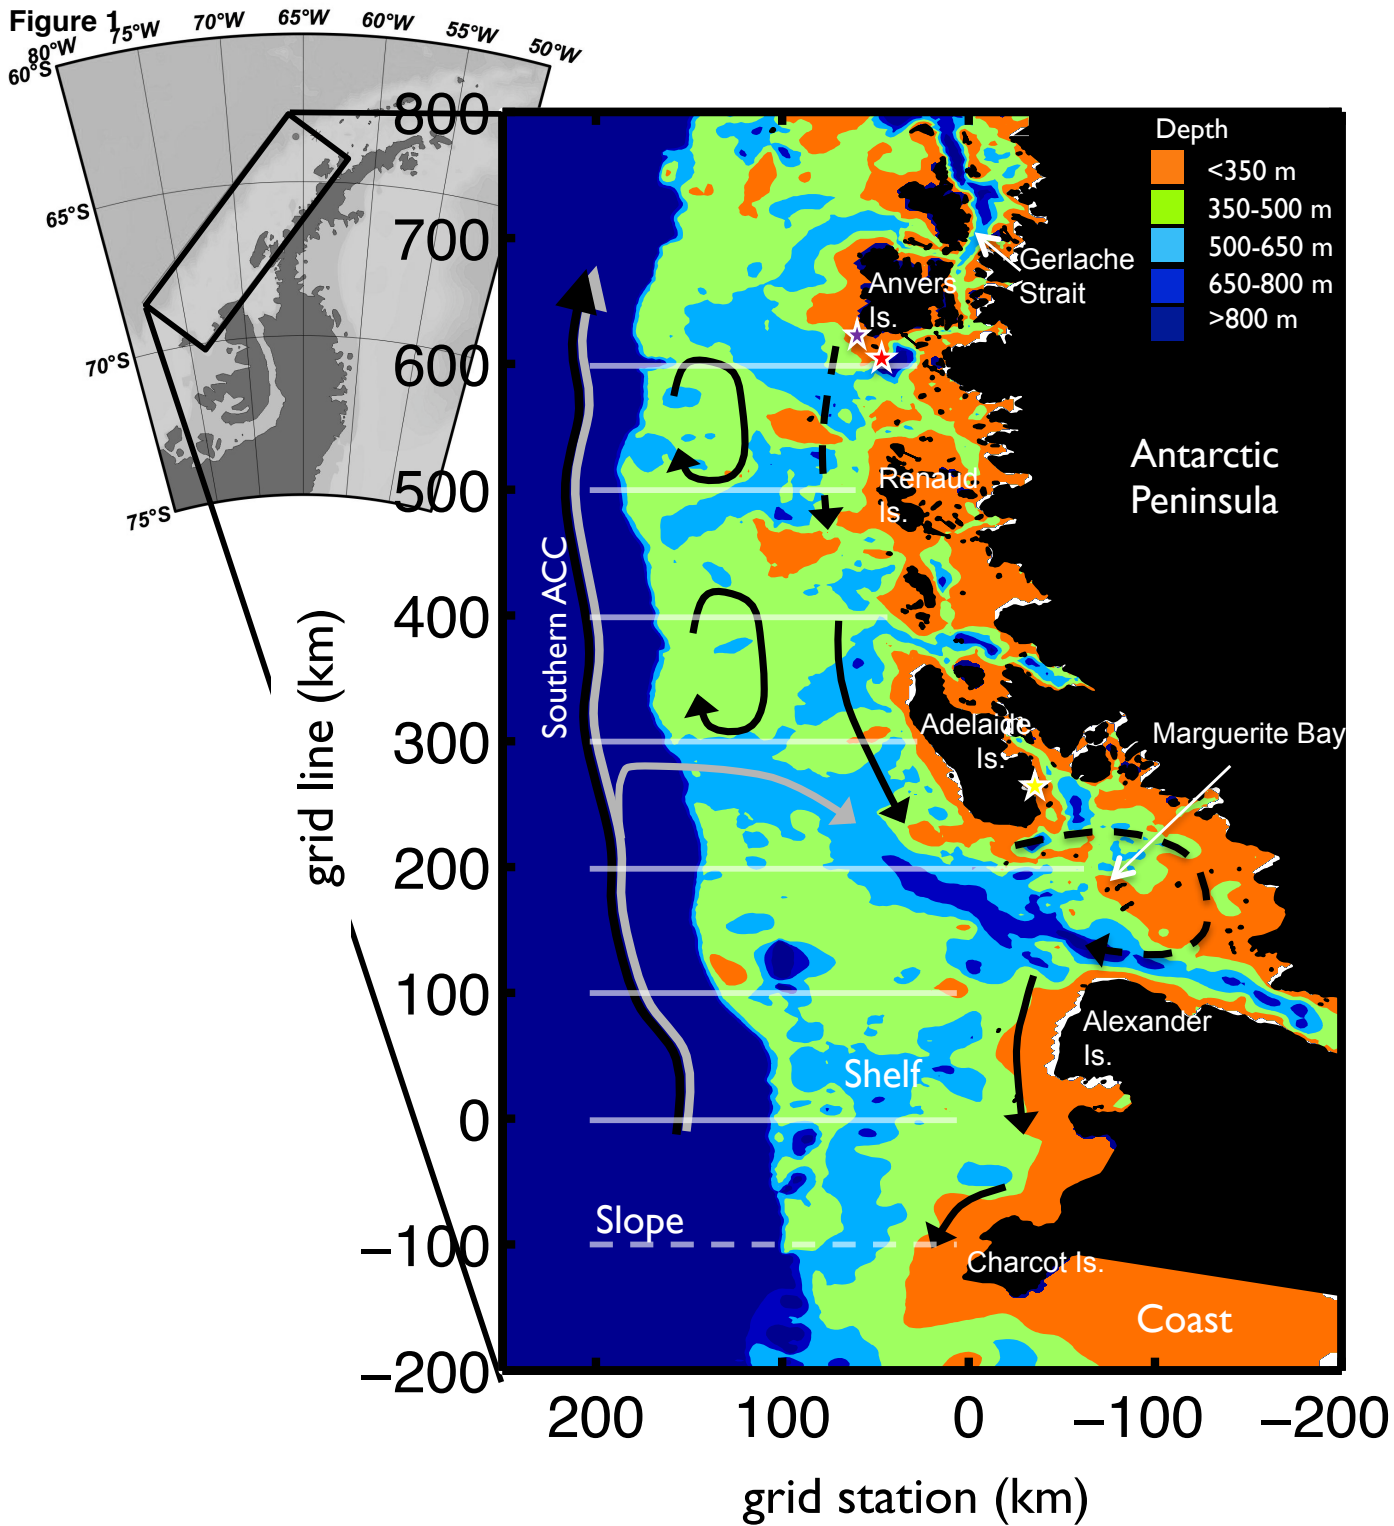 Figure 1
80°W
75°W
70°W
65°W
60°W
55°W
50°W
60°S
65°S
70°S
75°S
800
700
600
500
400
300
200
100
0
−100
−200
grid line (km)
Depth
<350 m
350-500 m
500-650 m
650-800 m
>800 m
Gerlache
Strait
Anvers
Is.
Antarctic
Peninsula
Renaud
Is.
Southern ACC
Adelaide
Is.
Marguerite Bay
Alexander
Is.
Shelf
Slope
Charcot Is.
Coast
200
100
0
−100
−200
grid station (km)